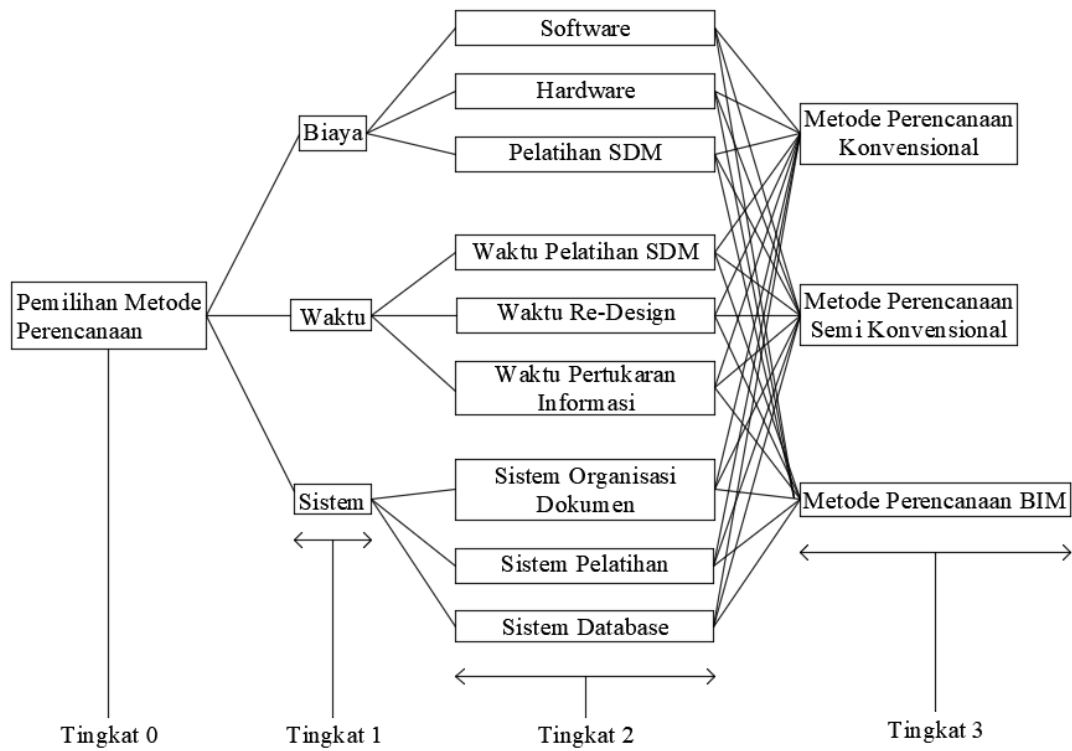 Pemilihan Metode
Perencanaan
Biaya
Waktu
Sistem
Software
Hardware
Pelatihan SDM
Waktu Pelatihan SDM
Waktu Re-Design
Waktu Pertukaran
Informasi
Sistem Organisasi
Dokumen
Sistem Pelatihan
Sistem Database
Metode Perencanaan
Konvensional
Metode Perencanaan
Semi Konvensional
Metode Perencanaan BIM
Tingkat 0
Tingkat 1
Tingkat 2
Tingkat 3